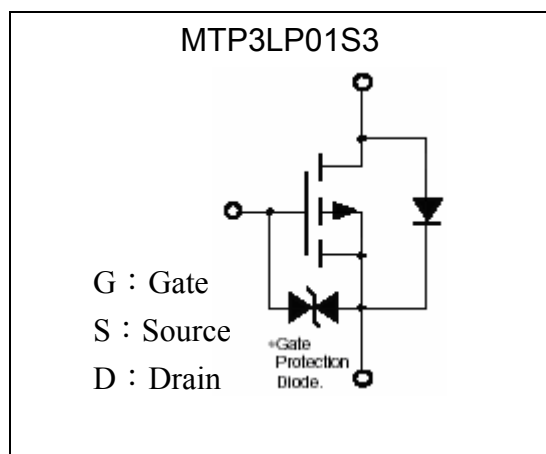 MTP3LP01S3
G：Gate
S：Source
D：Drain
*Gate
Protection
Diode.